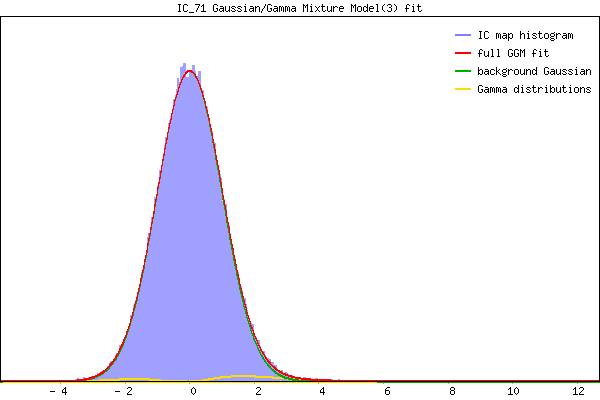 IC_71 Gaussian/Gamma Mixture Model(3) fit
IC map histogram
full GGM fit
background Gaussian
Gamma distributions
-4 -2 0 2 4 6 8 10 12